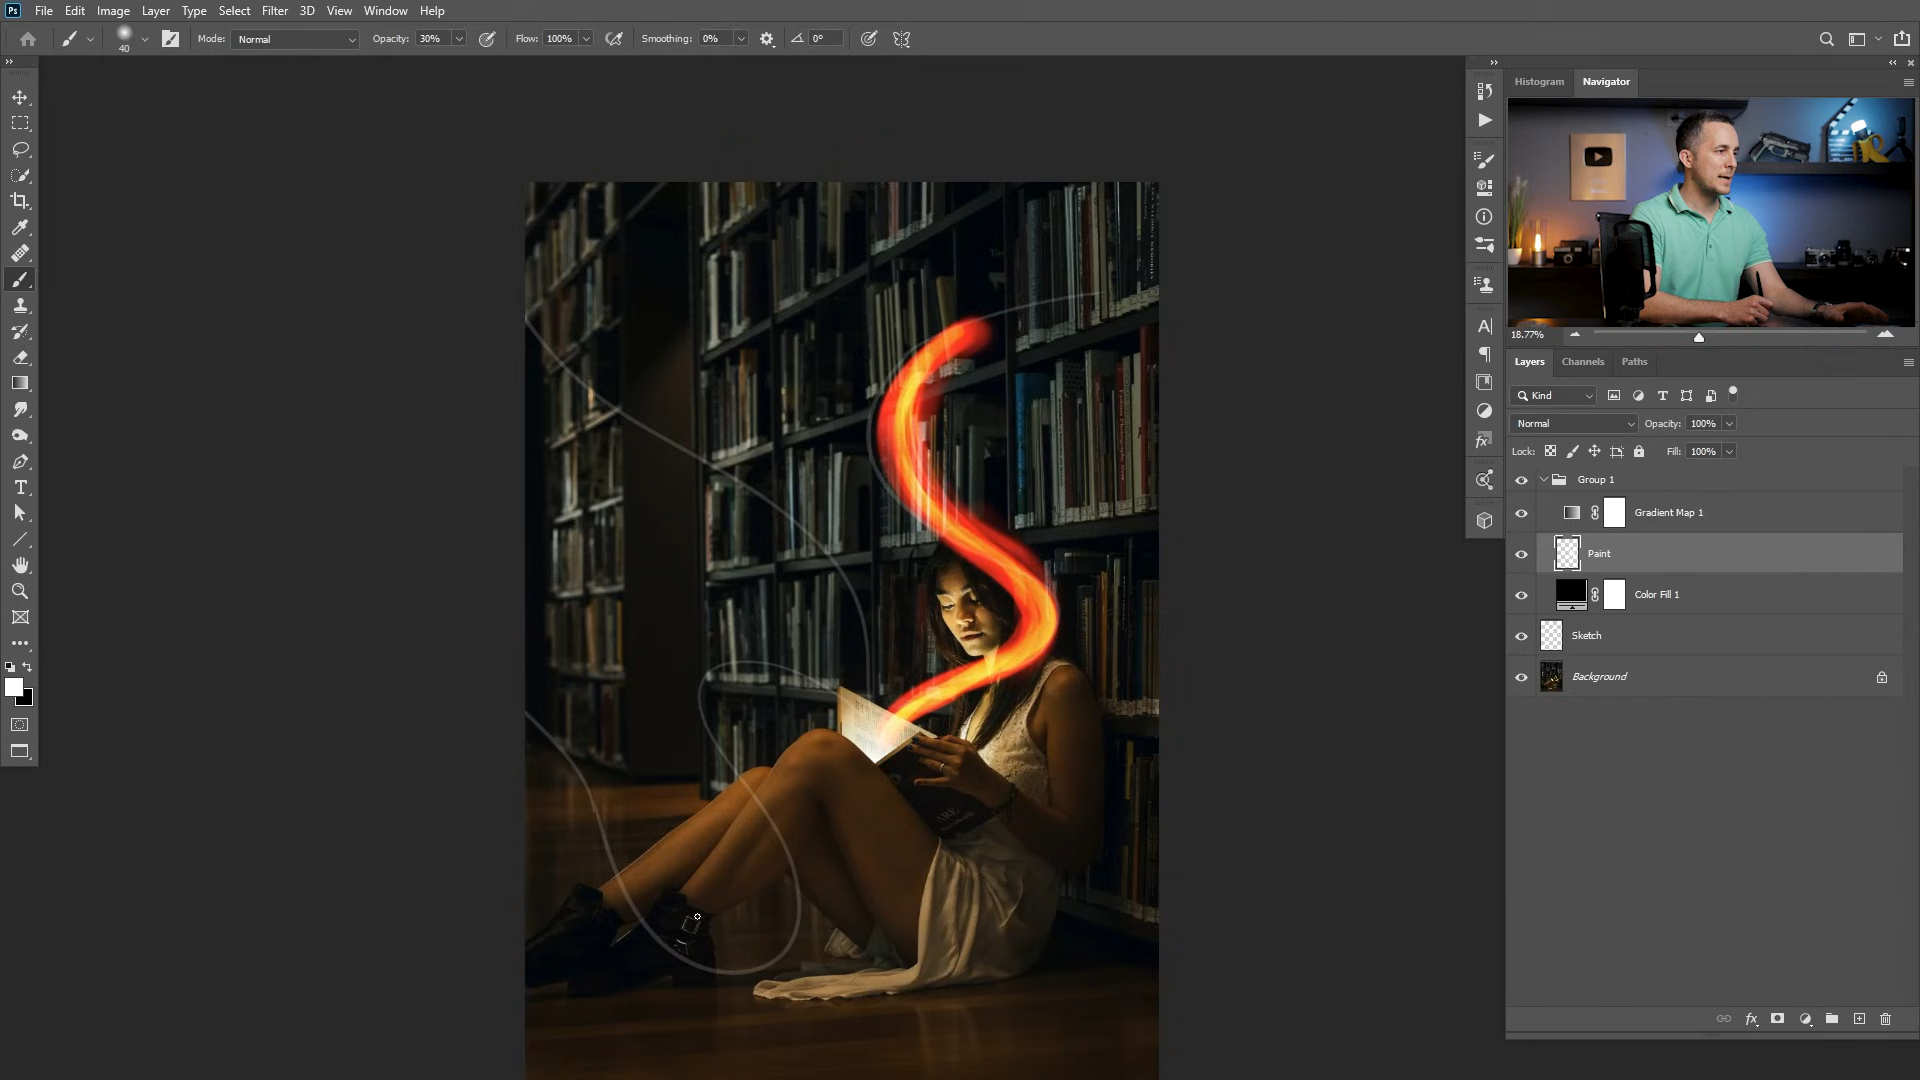 Ps File Edit Image Layer Type Select Filter 3D View Window Help
40 Mode: Normal Opacity: 30% Flow: 100% Smoothing: 0% 0°
Histogram Navigator
18.77%
Layers Channels Paths
Kind
Normal Opacity: 100%
Lock: Fill: 100%
Group 1
Gradient Map 1
Paint
Color Fill 1
Sketch
Background